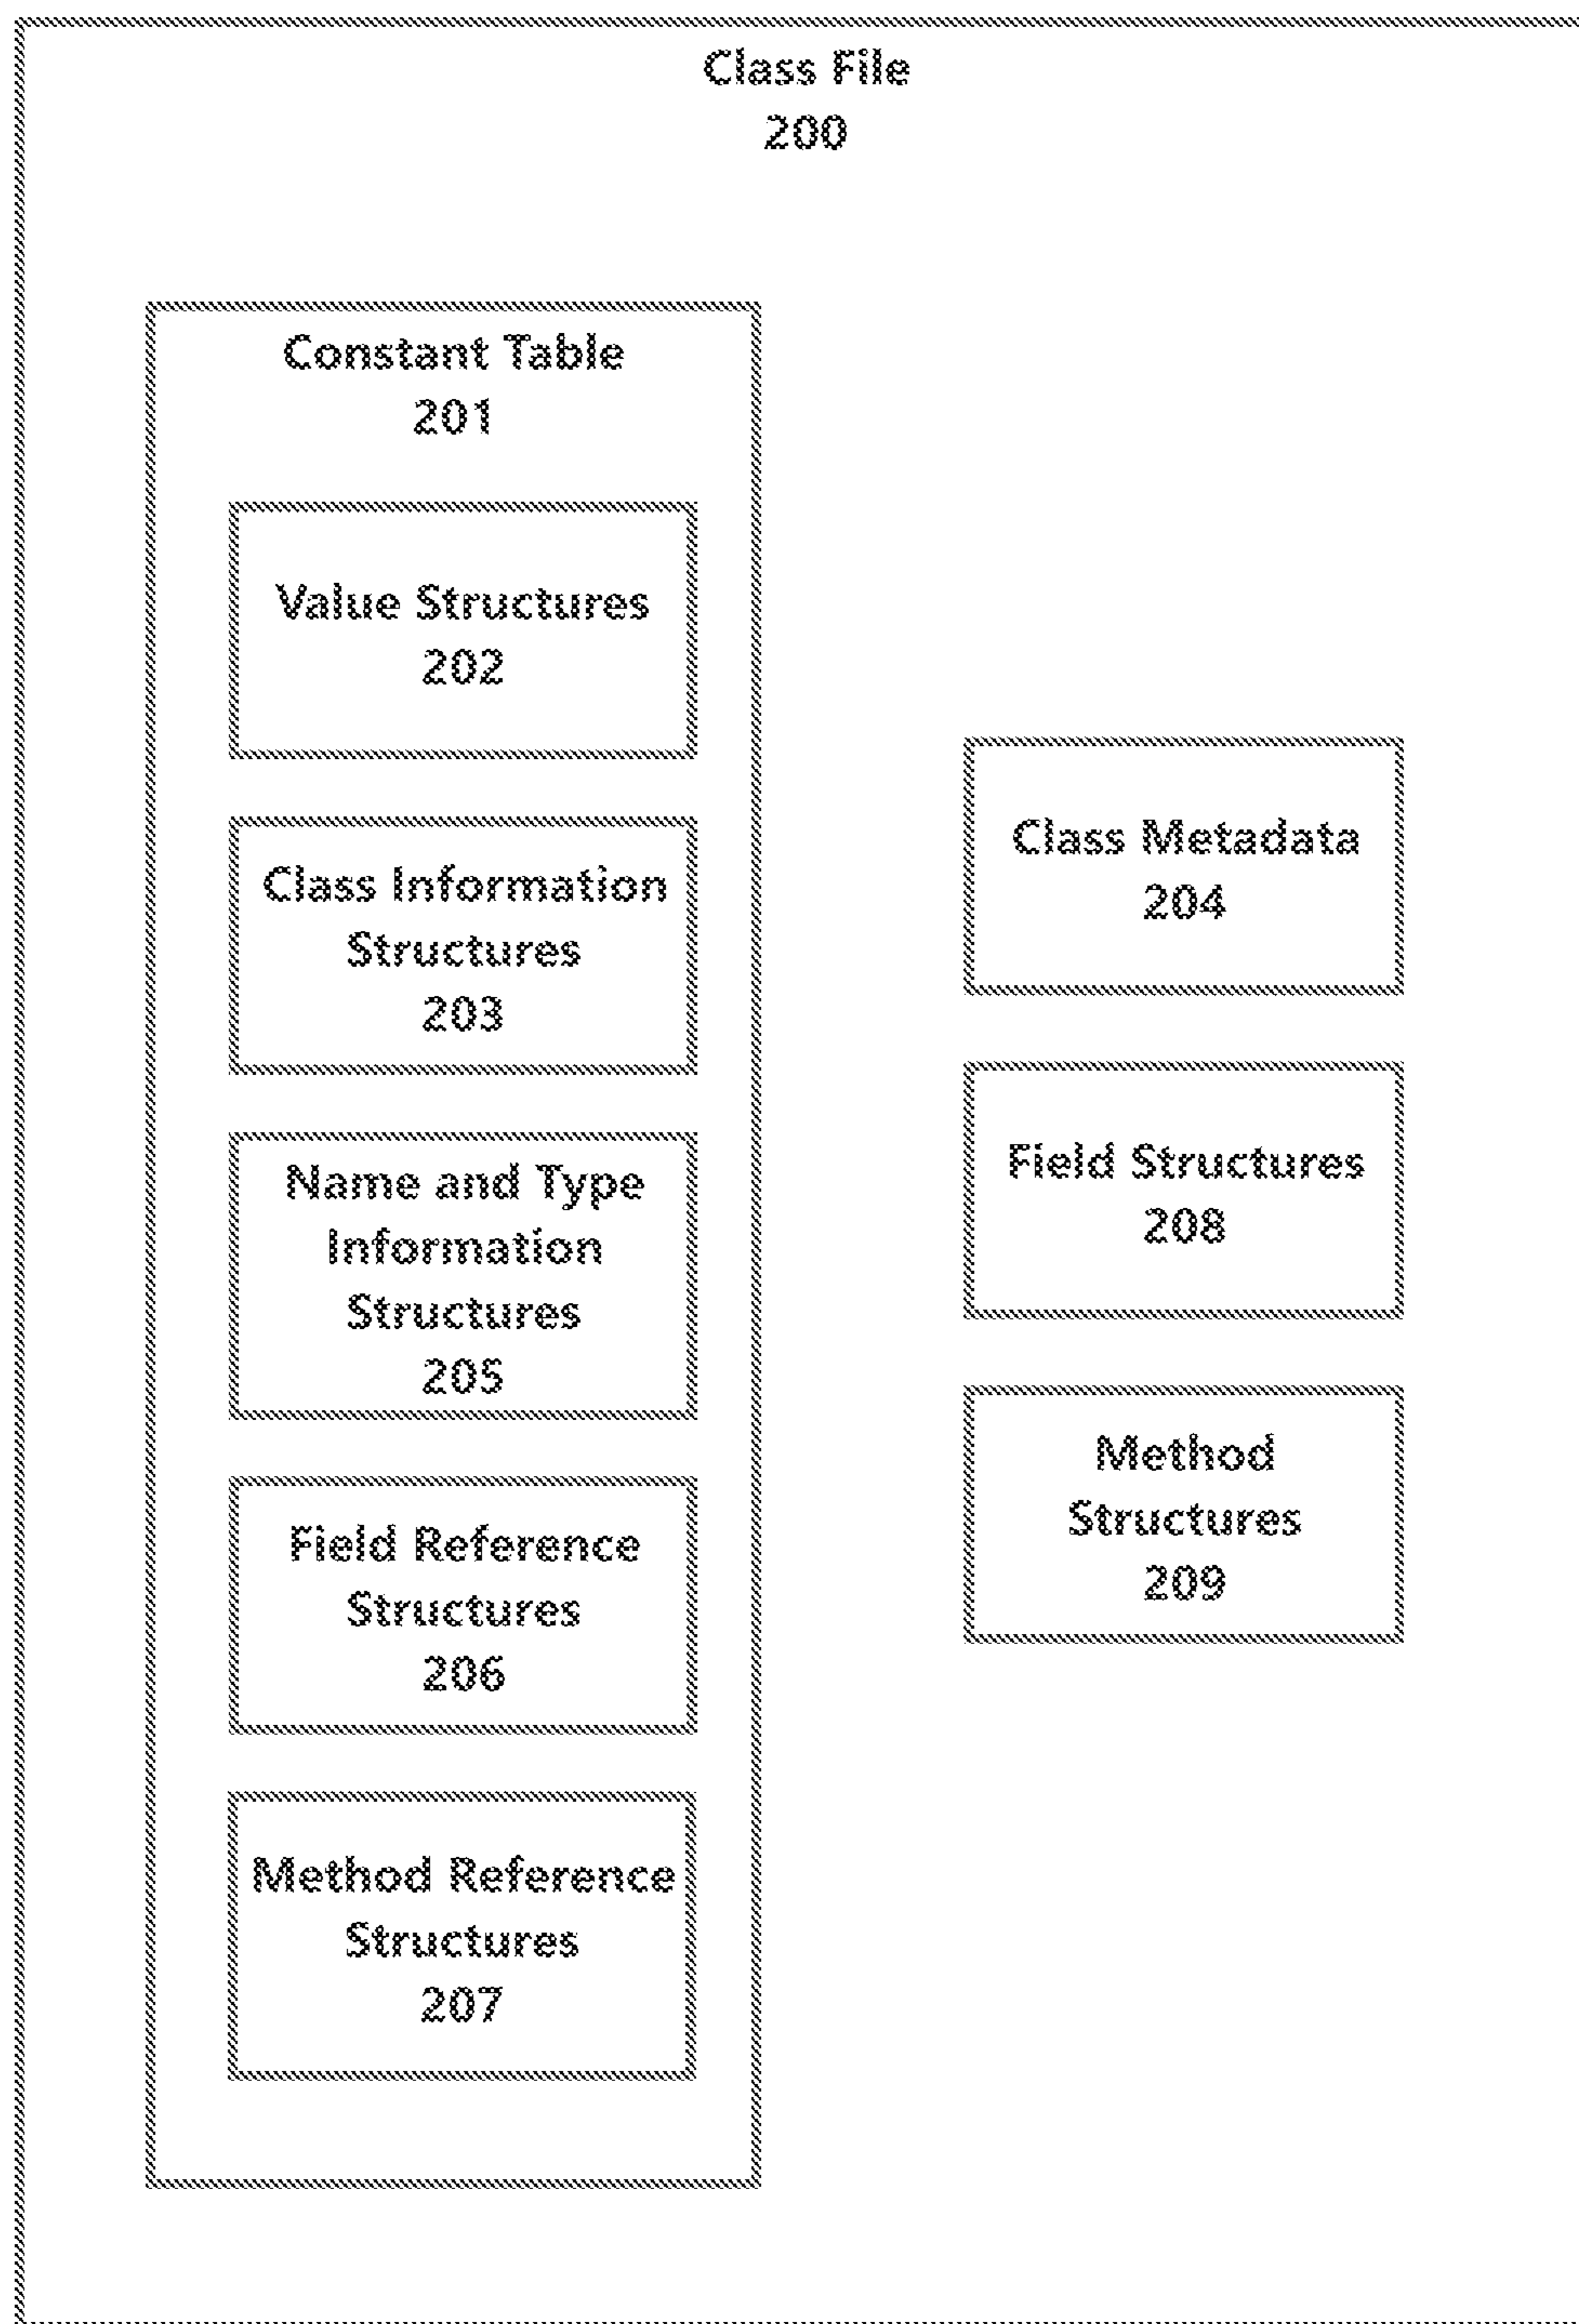 Class File
200
Constant Table
201
Value Structures
202
Class Information
Structures
203
Name and Type
Information
Structures
205
Field Reference
Structures
206
Method Reference
Structures
207
Class Metadata
204
Field Structures
208
Method
Structures
209